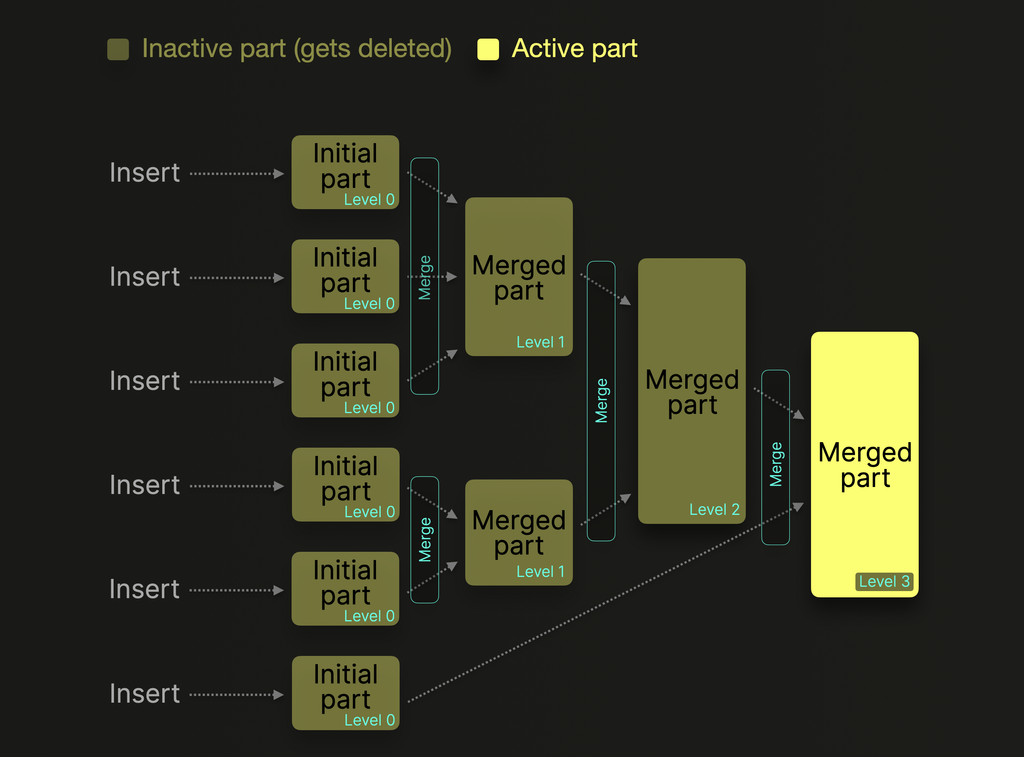 Inactive part (gets deleted)
Active part
Insert
Initial
part
Level 0
Insert
Initial
part
Level 0
Insert
Initial
part
Level 0
Merge
Merged
part
Level 1
Insert
Initial
part
Level 0
Insert
Initial
part
Level 0
Merge
Merged
part
Level 1
Merge
Merged
part
Level 2
Insert
Initial
part
Level 0
Merge
Merged
part
Level 3